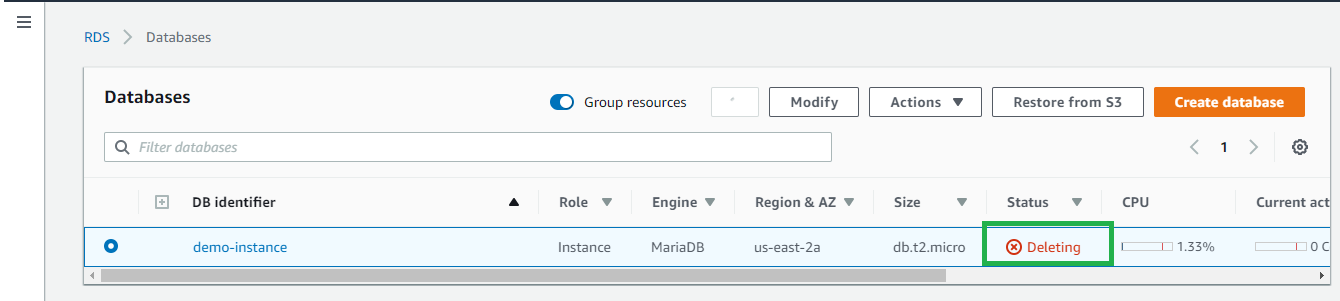 RDS > Databases
Databases
Group resources Modify Actions Restore from S3 Create database
Filter databases 1
DB identifier Role Engine Region & AZ Size Status CPU Current act
demo-instance Instance MariaDB us-east-2a db.t2.micro Deleting 1.33% 0 C